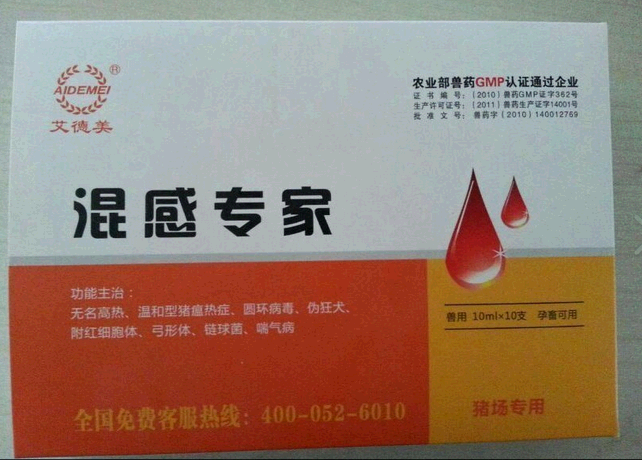 AIDEMEI
®
艾德美
农业部兽药GMP认证通过企业
证书编号：（2010）兽药GMP证字362号
生产许可证号：（2011）兽药生产证字14001号
批准文号：兽药字（2010）140012769
混感专家
功能主治：
无名高热、温和型猪瘟热症、圆环病毒、伪狂犬、
附红细胞体、弓形体、链球菌、喘气病
兽用 10ml×10支 孕畜可用
全国免费客服热线：400-052-6010
猪场专用